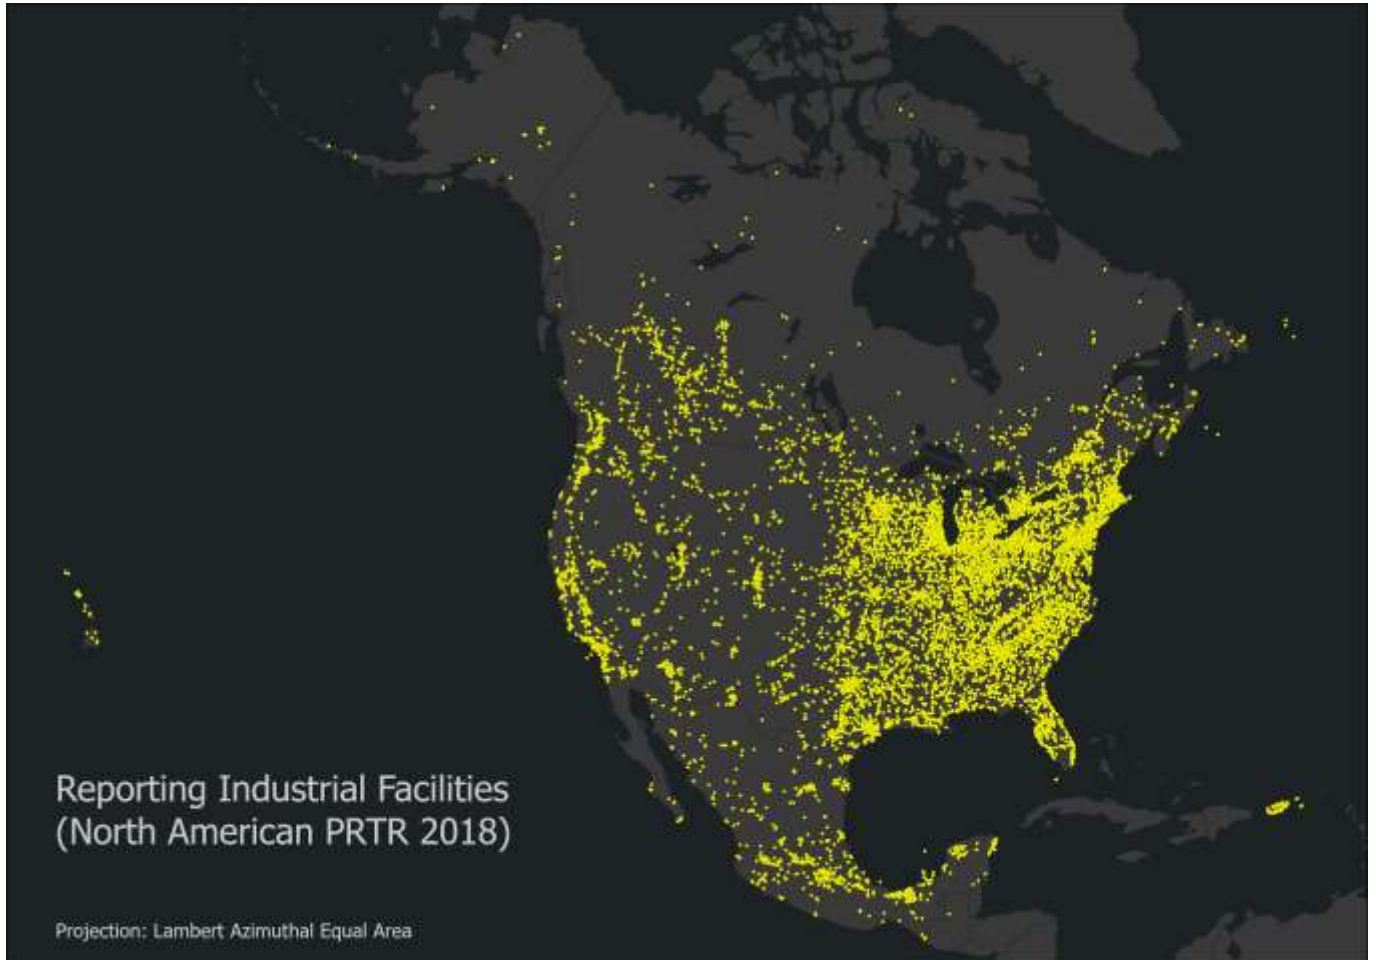 Reporting Industrial Facilities
(North American PRTR 2018)
Projection: Lambert Azimuthal Equal Area